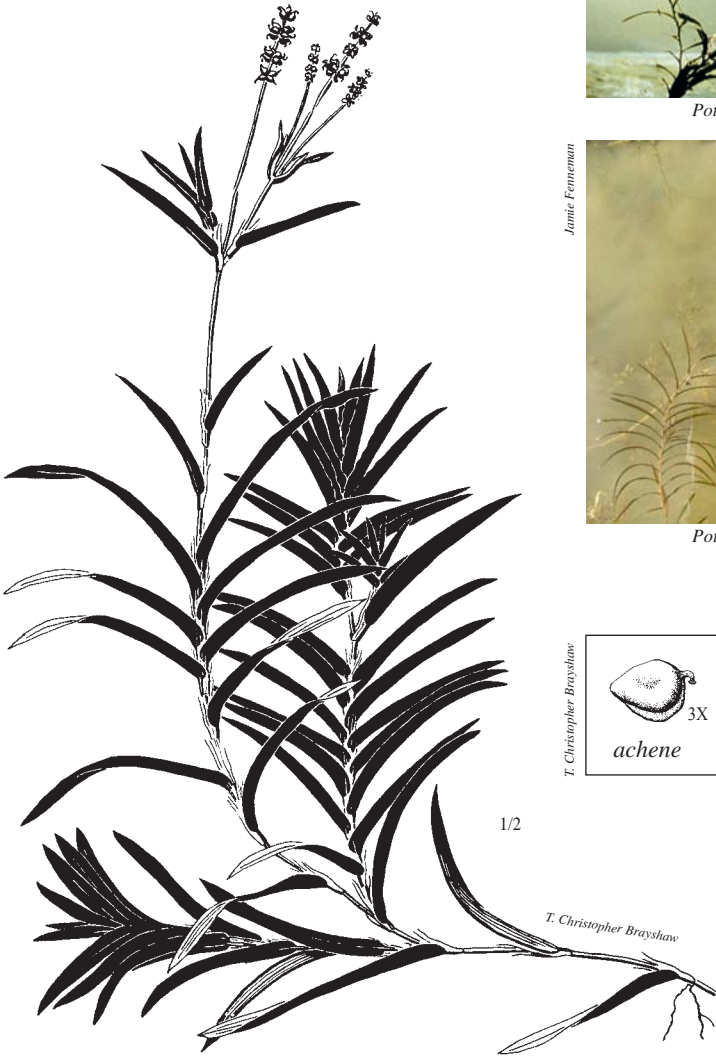 Pot
Jamie Fenneman
Pot
T. Christopher Brayshaw
3X
achene
1/2
T. Christopher Brayshaw